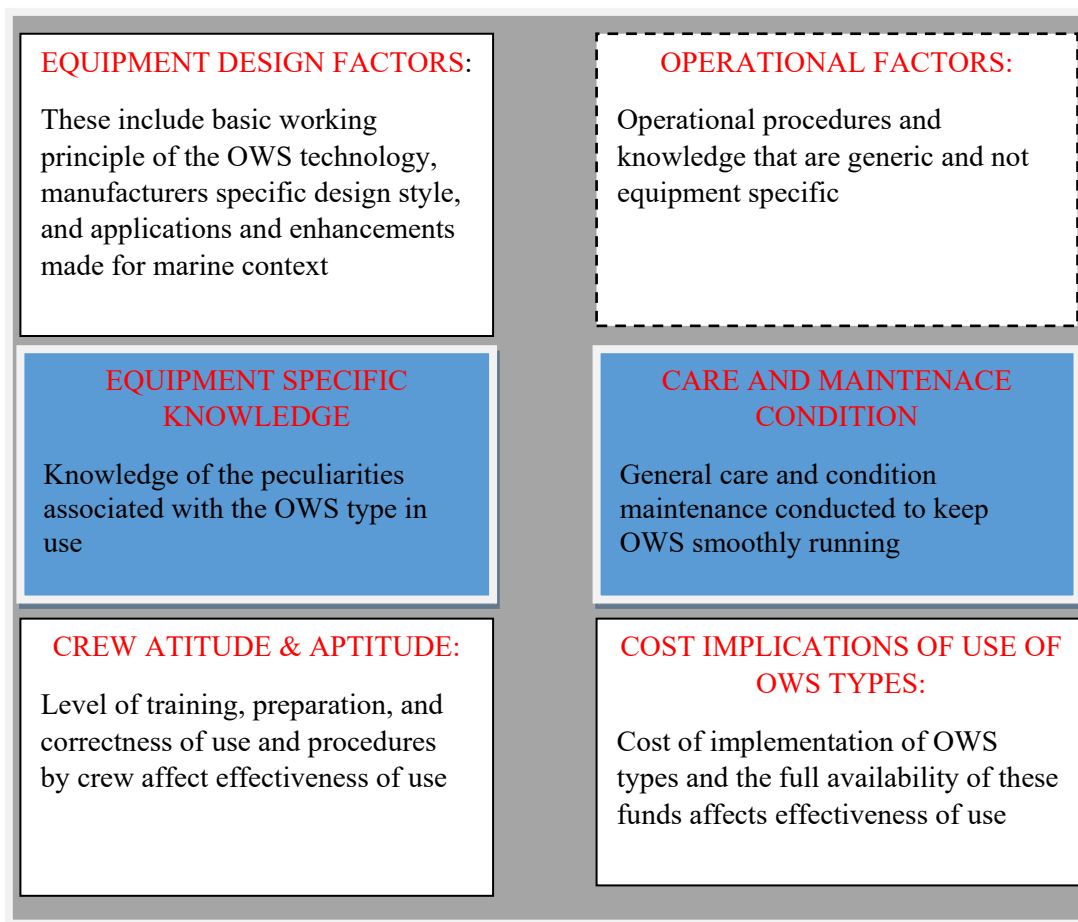 EQUIPMENT DESIGN FACTORS:
These include basic working
principle of the OWS technology,
manufacturers specific design style,
and applications and enhancements
made for marine context
OPERATIONAL FACTORS:
Operational procedures and
knowledge that are generic and not
equipment specific
EQUIPMENT SPECIFIC
KNOWLEDGE
Knowledge of the peculiarities
associated with the OWS type in
use
CARE AND MAINTENACE
CONDITION
General care and condition
maintenance conducted to keep
OWS smoothly running
CREW ATITUDE & APTITUDE:
Level of training, preparation, and
correctness of use and procedures
by crew affect effectiveness of use
COST IMPLICATIONS OF USE OF
OWS TYPES:
Cost of implementation of OWS
types and the full availability of these
funds affects effectiveness of use